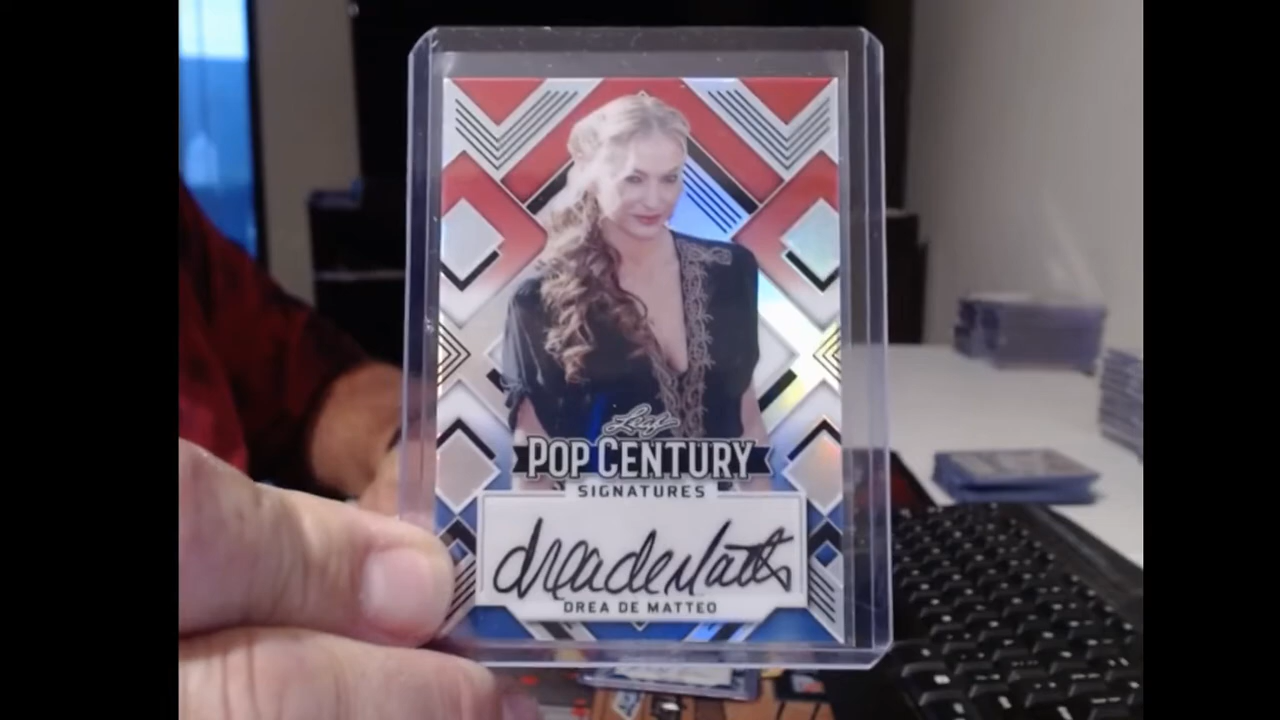 Leaf
POP CENTURY
SIGNATURES
drea de Matteo
DREA DE MATTEO